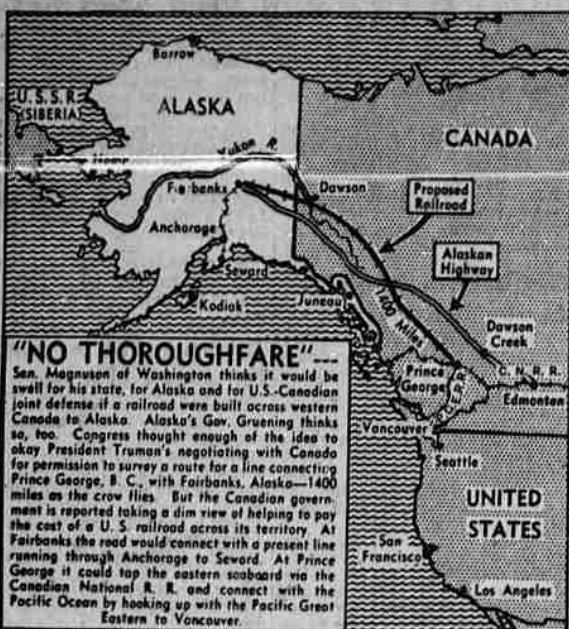 Barrow
U.S.S.R.
(SIBERIA)
ALASKA
CANADA
Nome
Yukon R.
Fairbanks
Dawson
Proposed
Railroad
Anchorage
Alaskan
Highway
Seward
Juneau
Kodiak
1400 Miles
Dawson
Creek
C. N. R. R.
Prince
George
Edmonton
P.G.E.R.R.
Vancouver
Seattle
UNITED
STATES
San
Francisco
Los Angeles
"NO THOROUGHFARE"---
Sen. Magnuson of Washington thinks it would be
swell for his state, for Alaska and for U.S.-Canadian
joint defense if a railroad were built across western
Canada to Alaska. Alaska's Gov. Gruening thinks
so, too. Congress thought enough of the idea to
okay President Truman's negotiating with Canada
for permission to survey a route for a line connecting
Prince George, B. C., with Fairbanks, Alaska—1400
miles as the crow flies. But the Canadian govern-
ment is reported taking a dim view of helping to pay
the cost of a U. S. railroad across its territory. At
Fairbanks the road would connect with a present line
running through Anchorage to Seward. At Prince
George it could tap the eastern seaboard via the
Canadian National R. R. and connect with the
Pacific Ocean by hooking up with the Pacific Great
Eastern to Vancouver.